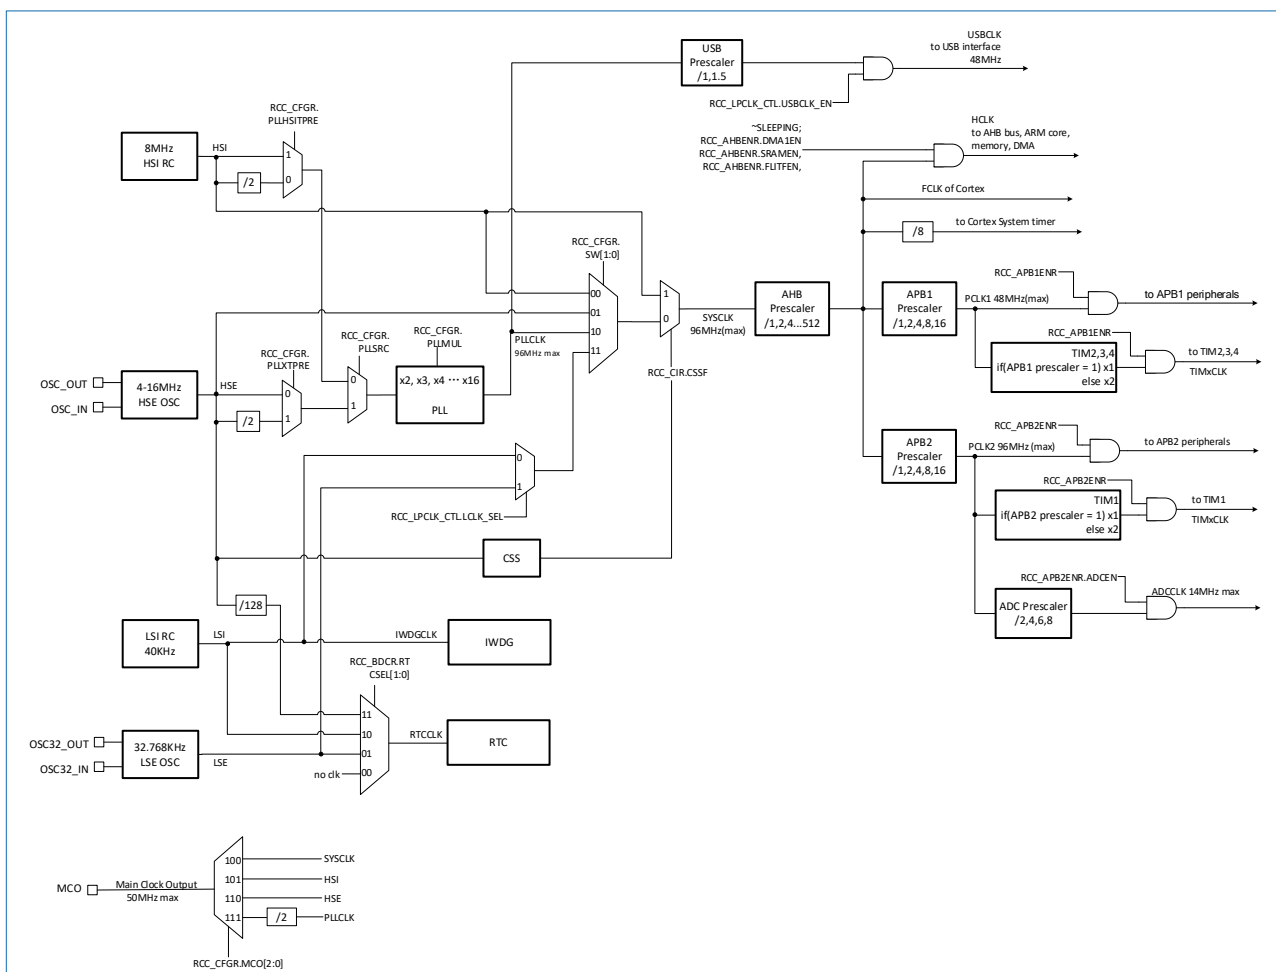 USBCLK
to USB interface
48MHz
USB
Prescaler
/1,1.5
RCC_LPCLK_CTL.USBCLK_EN
~SLEEPING;
RCC_AHBENR.DMA1EN
RCC_AHBENR.SRAMEN,
RCC_AHBENR.FLITFEN,
HCLK
to AHB bus, ARM core,
memory, DMA
FCLK of Cortex
/8
to Cortex System timer
RCC_CFGR.
PLLHSITPRE
8MHz
HSI RC
HSI
/2
1
0
RCC_CFGR.
SW[1:0]
00
01
10
11
1
0
SYSCLK
96MHz(max)
RCC_CIR.CSSF
AHB
Prescaler
/1,2,4...512
APB1
Prescaler
/1,2,4,8,16
PCLK1 48MHz(max)
RCC_APB1ENR
to APB1 peripherals
RCC_APB1ENR
TIM2,3,4
if(APB1 prescaler = 1) x1
else x2
to TIM2,3,4
TIMxCLK
OSC_OUT
OSC_IN
4-16MHz
HSE OSC
HSE
/2
RCC_CFGR.
PLLXTPRE
0
1
RCC_CFGR.
PLLSRC
0
1
RCC_CFGR.
PLLMUL
x2, x3, x4 ··· x16
PLL
PLLCLK
96MHz max
APB2
Prescaler
/1,2,4,8,16
PCLK2 96MHz (max)
RCC_APB2ENR
to APB2 peripherals
RCC_APB2ENR
TIM1
if(APB2 prescaler = 1) x1
else x2
to TIM1
TIMxCLK
RCC_APB2ENR.ADCEN
ADC Prescaler
/2,4,6,8
ADCCLK 14MHz max
0
1
RCC_LPCLK_CTL.LCLK_SEL
CSS
/128
LSI RC
40KHz
LSI
IWDGCLK
IWDG
RCC_BDCR.RT
CSEL[1:0]
11
10
01
00
RTCCLK
RTC
OSC32_OUT
OSC32_IN
32.768KHz
LSE OSC
LSE
no clk
MCO
Main Clock Output
50MHz max
100
101
110
111
SYSCLK
HSI
HSE
/2
PLLCLK
RCC_CFGR.MCO[2:0]